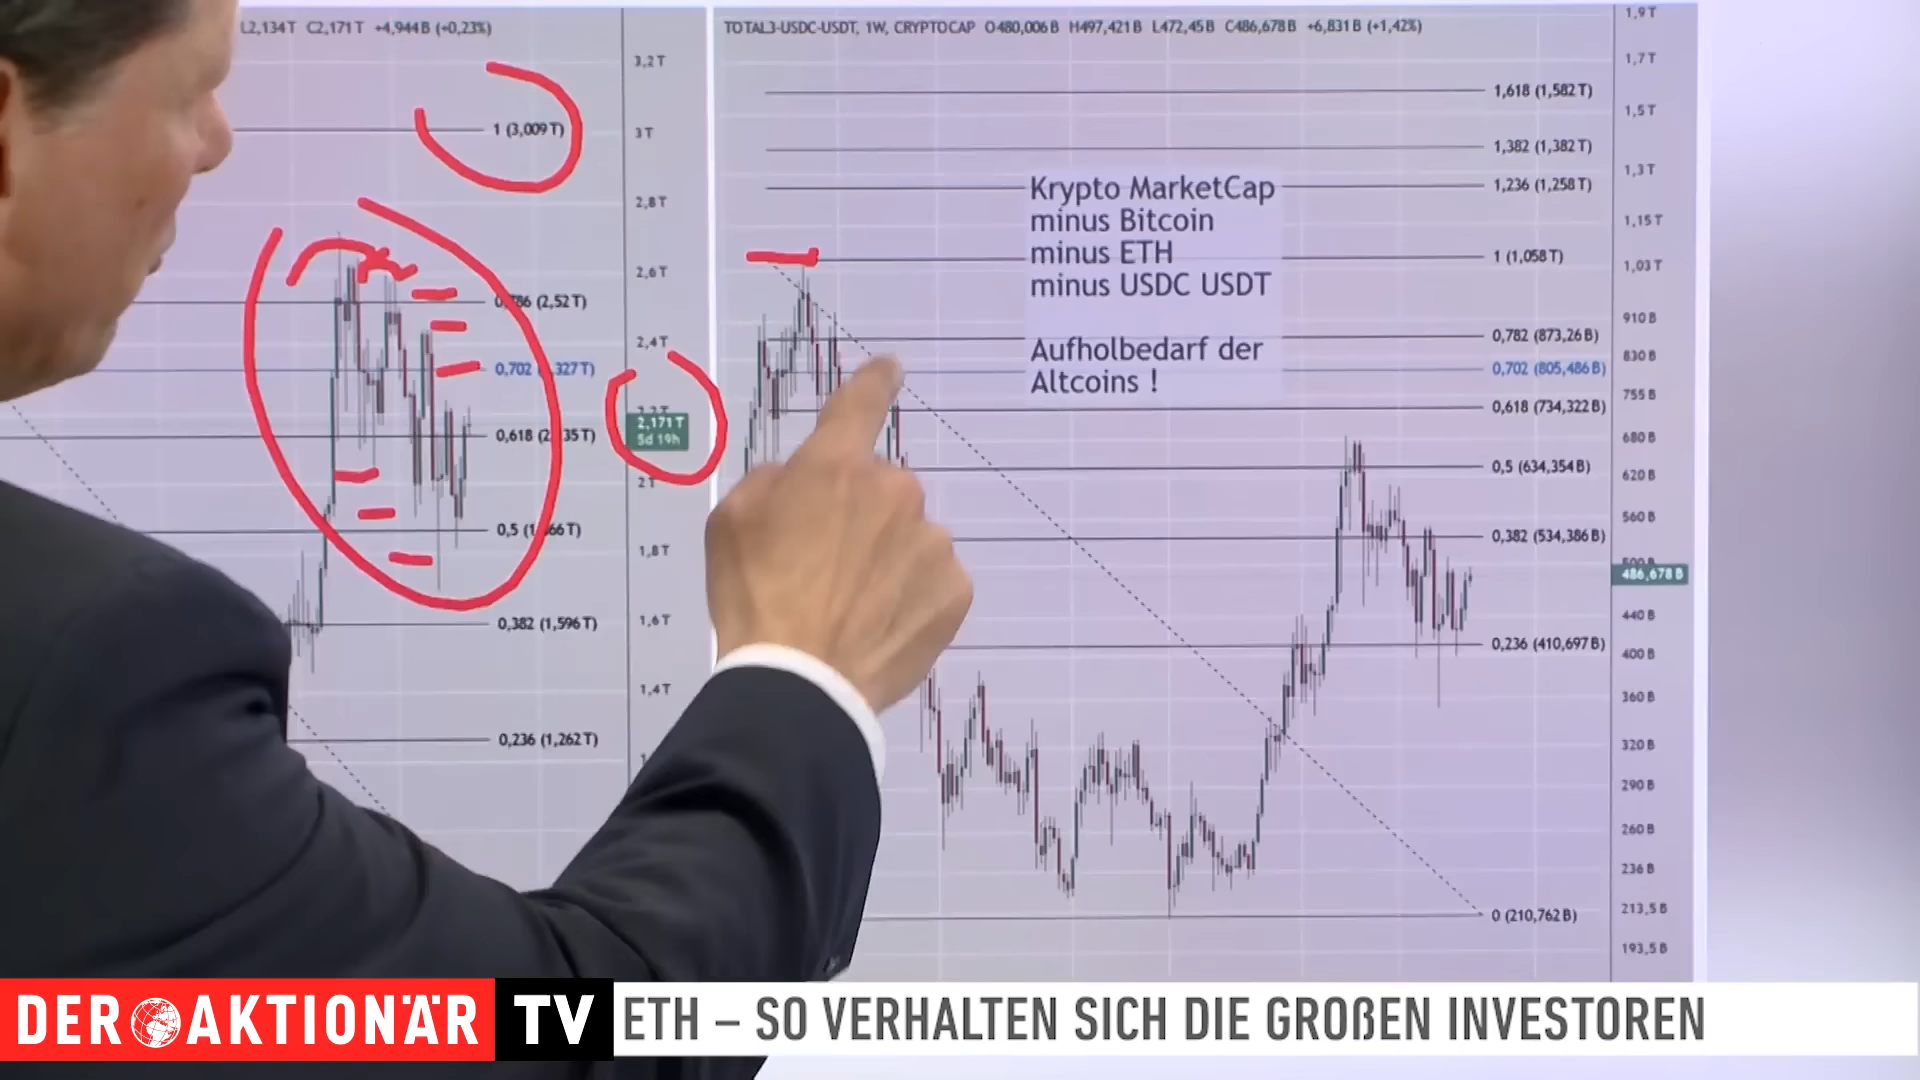 L2,134T C2,171T +4,944B (+0,23%)
3,2T
1 (3,009T)
3T
2,8T
2,6T
(2,52T)
2,4T
0,702
327T)
2,171T
5d 19h
0,618
35T)
2T
0,5
66T)
1,8T
0,382 (1,596T)
1,6T
1,4T
0,236 (1,262T)
TOTAL3-USDC-USDT, 1W, CRYPTOCAP O480,006B H497,421B L472,45B C486,678B +6,831B (+1,42%)
1,618 (1,582T)
1,382 (1,382T)
1,236 (1,258T)
1 (1,058T)
0,782 (873,26B)
0,702 (805,486B)
0,618 (734,322B)
0,5 (634,354B)
0,382 (534,386B)
0,236 (410,697B)
0 (210,762B)
Krypto MarketCap
minus Bitcoin
minus ETH
minus USDC USDT
Aufholbedarf der
Altcoins !
1,9T
1,7T
1,5T
1,3T
1,15T
1,03T
910B
830B
755B
680B
620B
560B
486,678B
440B
400B
360B
320B
290B
260B
236B
213,5B
193,5B
DER AKTIONÄR TV
ETH – SO VERHALTEN SICH DIE GROßEN INVESTOREN